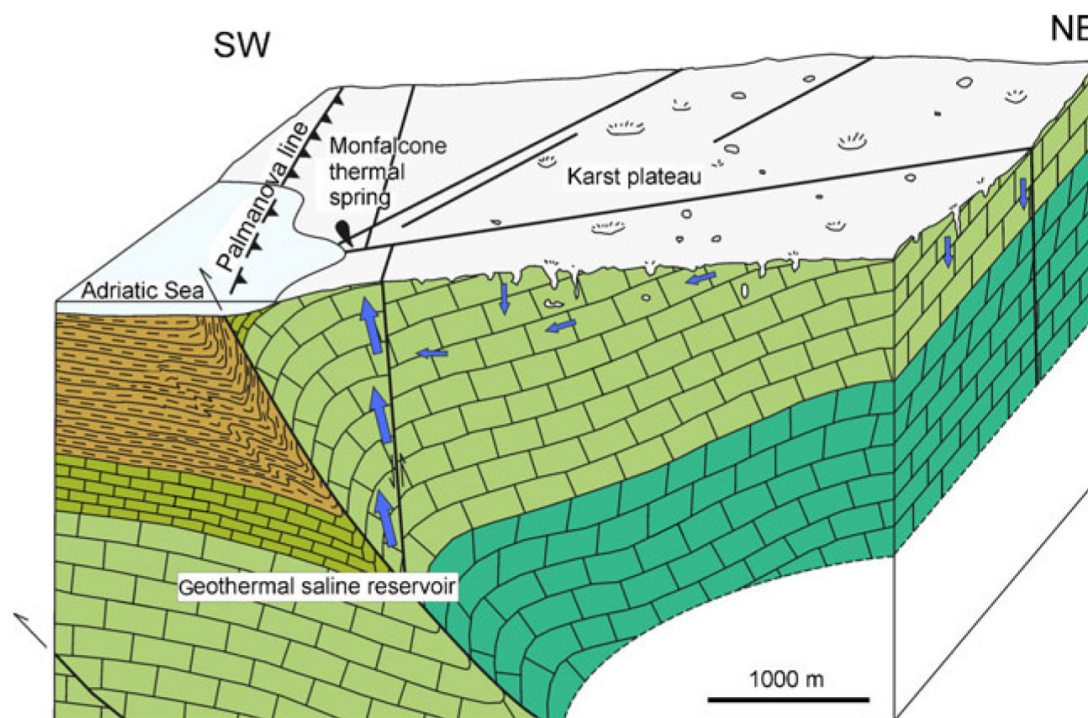 SW
NE
Palmanova line
Monfalcone
thermal
spring
Karst plateau
Adriatic Sea
Geothermal saline reservoir
1000 m